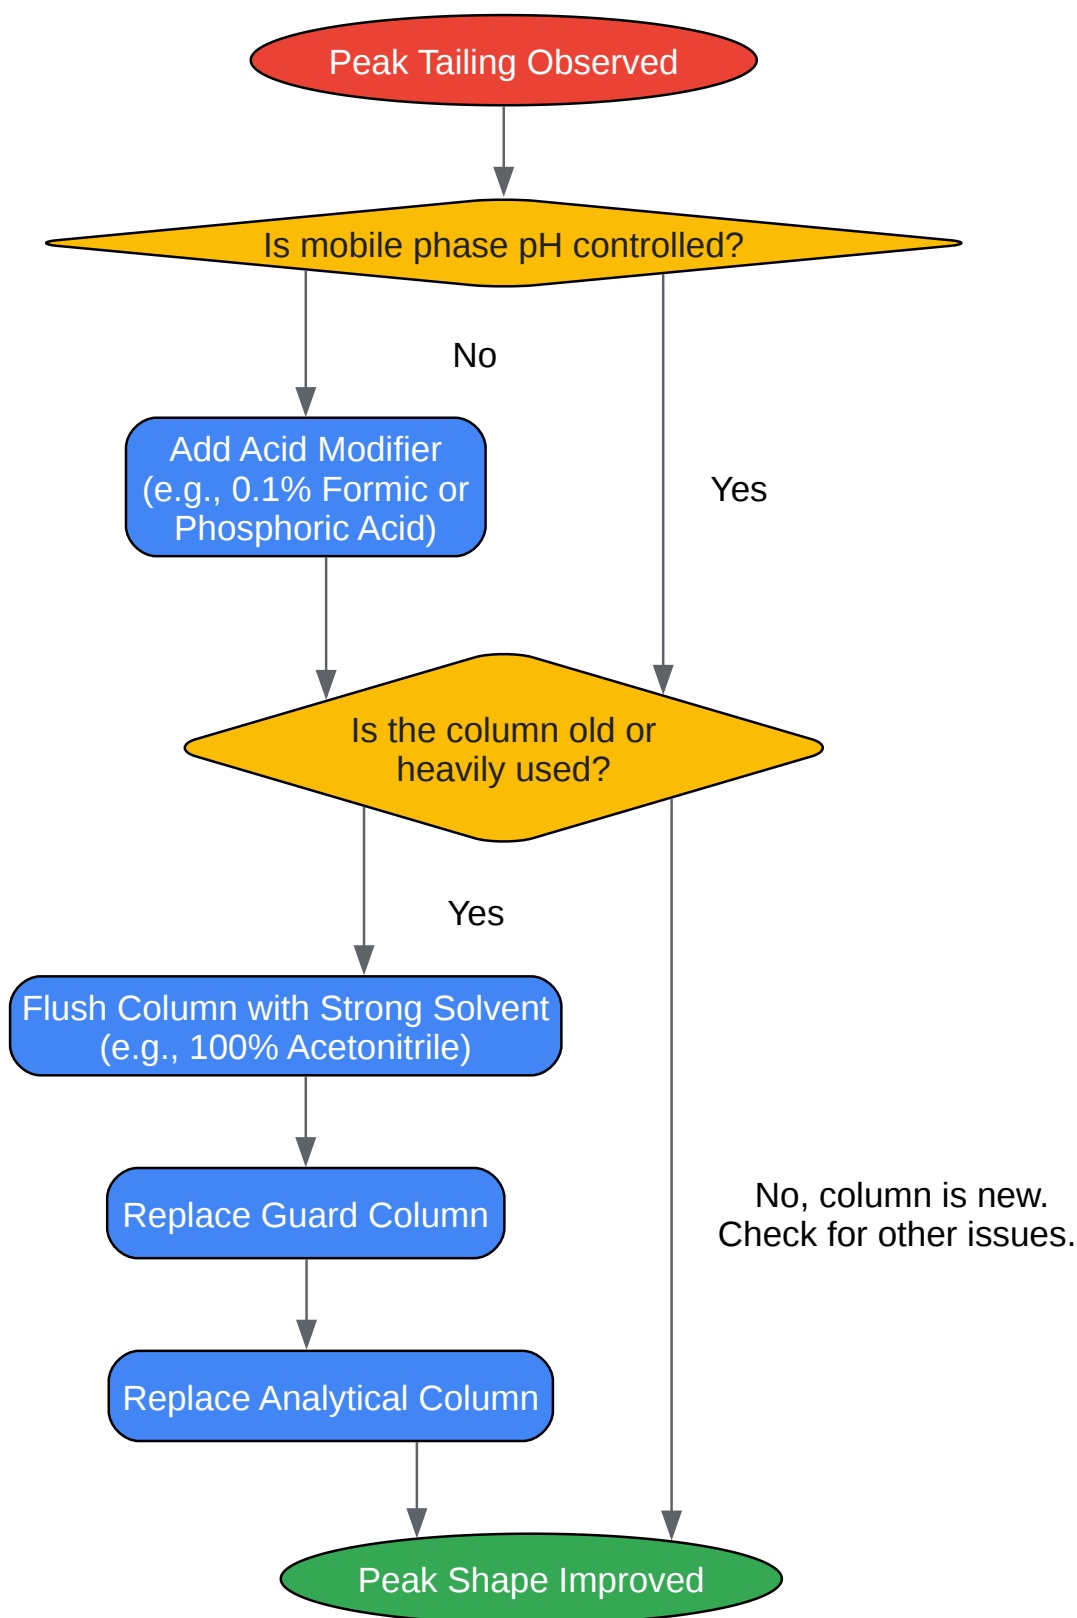 Peak Tailing Observed
Is mobile phase pH controlled?
No
Add Acid Modifier
(e.g., 0.1% Formic or
Phosphoric Acid)
Yes
Is the column old or
heavily used?
Yes
Flush Column with Strong Solvent
(e.g., 100% Acetonitrile)
Replace Guard Column
No, column is new.
Check for other issues.
Replace Analytical Column
Peak Shape Improved